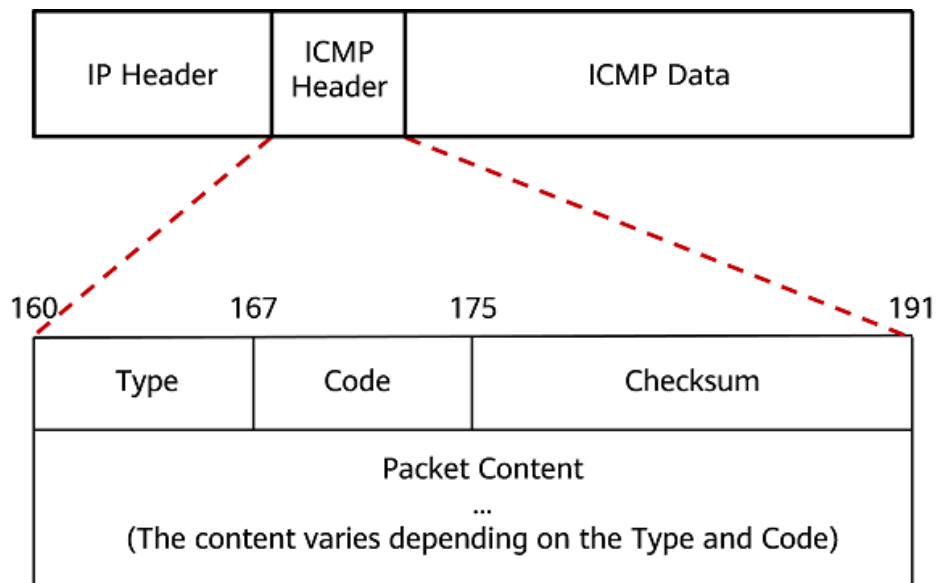 IP Header
ICMP
Header
ICMP Data
160 167 175 191
Type Code Checksum
Packet Content
...
(The content varies depending on the Type and Code)